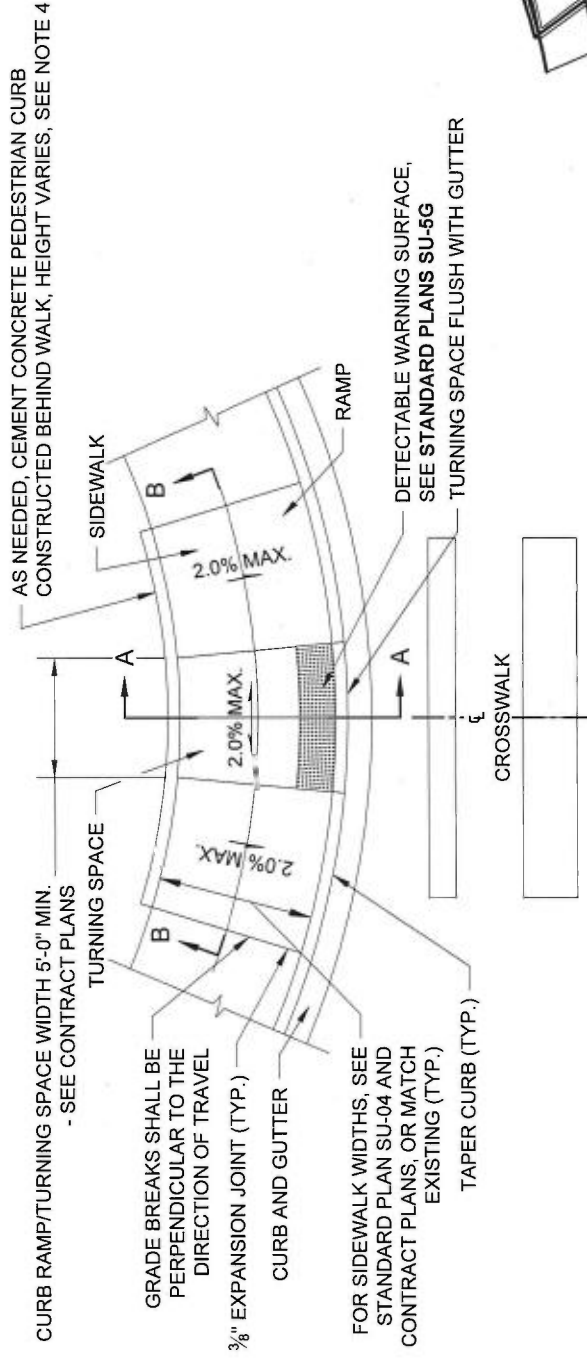 AS NEEDED, CEMENT CONCRETE PEDESTRIAN CURB
CONSTRUCTED BEHIND WALK, HEIGHT VARIES, SEE NOTE 4
CURB RAMP/TURNING SPACE WIDTH 5'-0" MIN.
- SEE CONTRACT PLANS
TURNING SPACE
SIDEWALK
GRADE BREAKS SHALL BE
PERPENDICULAR TO THE
DIRECTION OF TRAVEL
3/8" EXPANSION JOINT (TYP.)
CURB AND GUTTER
FOR SIDEWALK WIDTHS, SEE
STANDARD PLAN SU-04 AND
CONTRACT PLANS, OR MATCH
EXISTING (TYP.)
TAPER CURB (TYP.)
B
A
B
2.0% MAX.
2.0% MAX.
2.0% MAX.
A
RAMP
DETECTABLE WARNING SURFACE,
SEE STANDARD PLANS SU-5G
TURNING SPACE FLUSH WITH GUTTER
℄
CROSSWALK